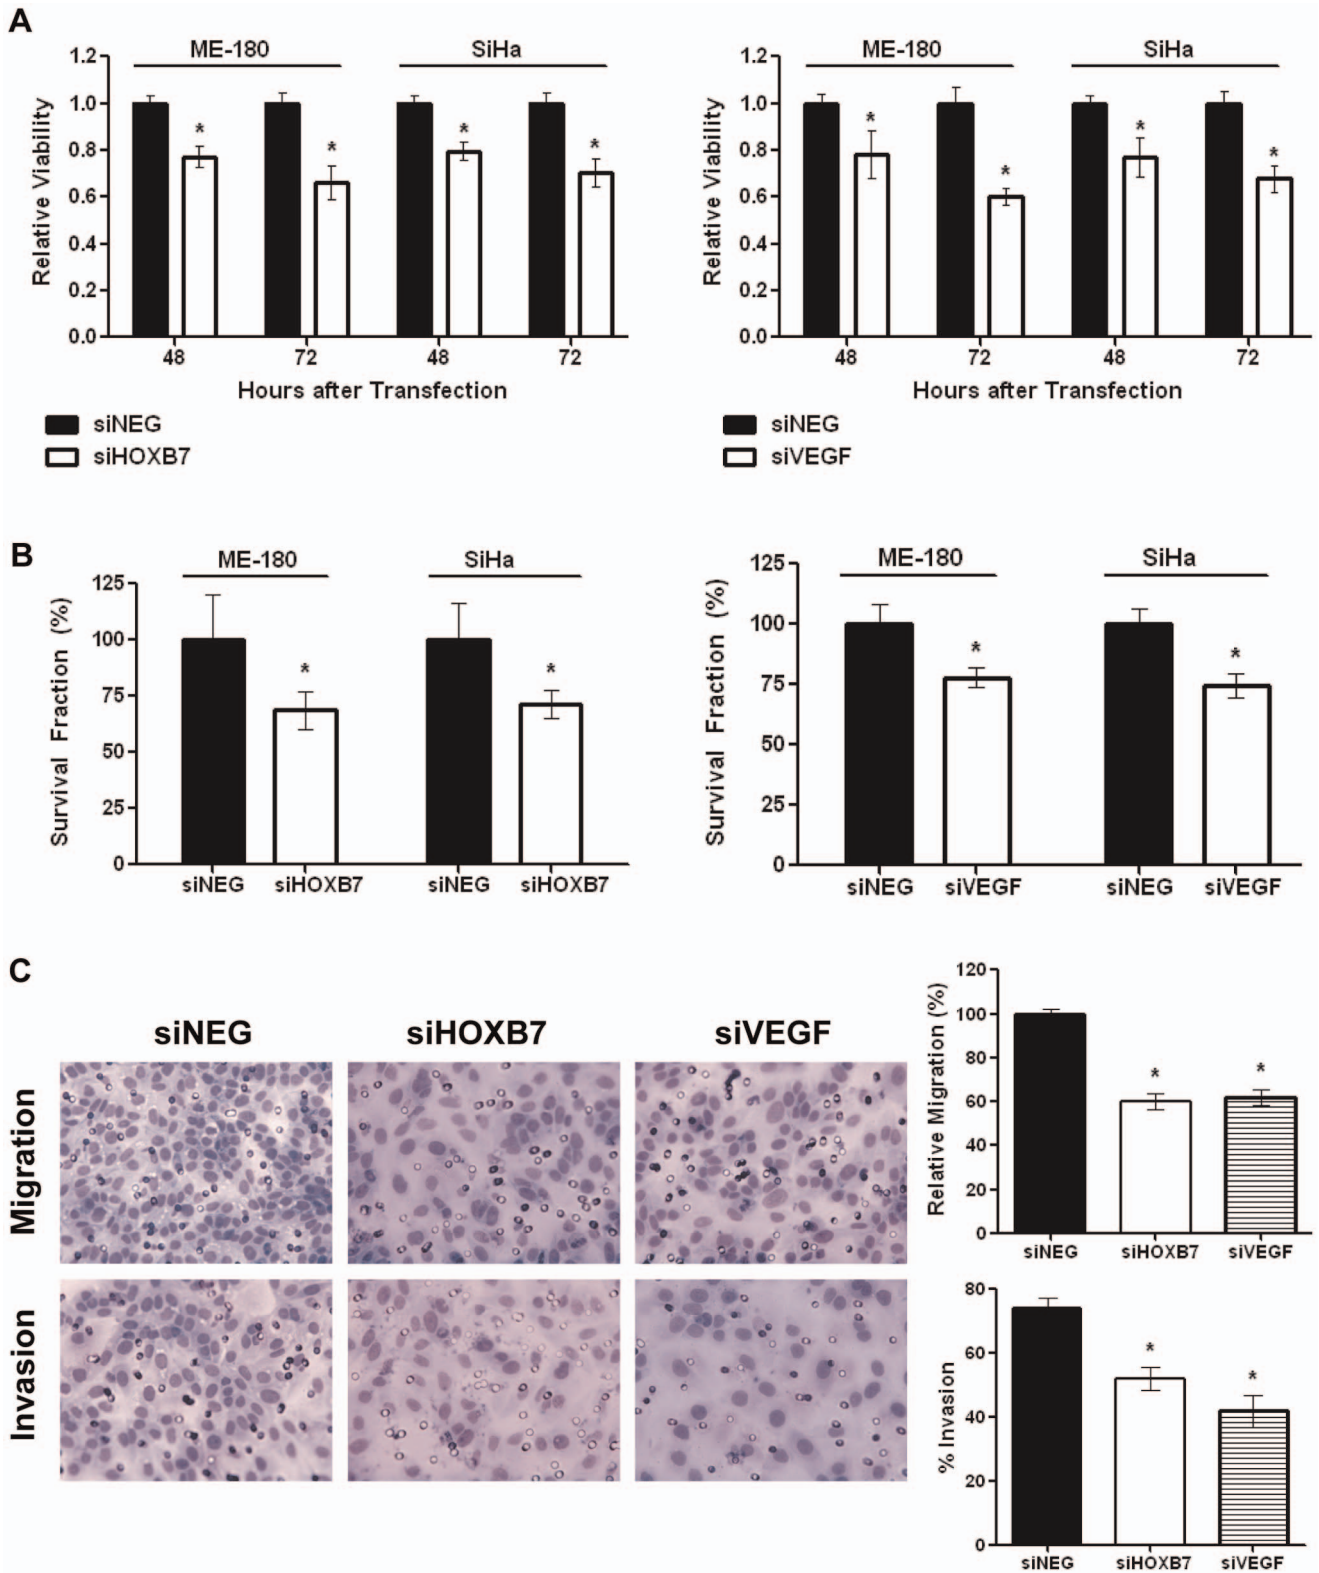 A
ME-180 SiHa
1.2
1.0
0.8
0.6
0.4
0.2
0.0
Relative Viability
* * * *
48 72 48 72
Hours after Transfection
siNEG
siHOXB7
ME-180 SiHa
1.2
1.0
0.8
0.6
0.4
0.2
0.0
Relative Viability
* * * *
48 72 48 72
Hours after Transfection
siNEG
siVEGF
B
ME-180 SiHa
125
100
75
50
25
0
Survival Fraction (%)
* *
siNEG siHOXB7 siNEG siHOXB7
ME-180 SiHa
125
100
75
50
25
0
Survival Fraction (%)
* *
siNEG siVEGF siNEG siVEGF
C
siNEG siHOXB7 siVEGF
Migration
Invasion
120
100
80
60
40
20
0
Relative Migration (%)
* *
siNEG siHOXB7 siVEGF
80
60
40
20
0
% Invasion
* *
siNEG siHOXB7 siVEGF